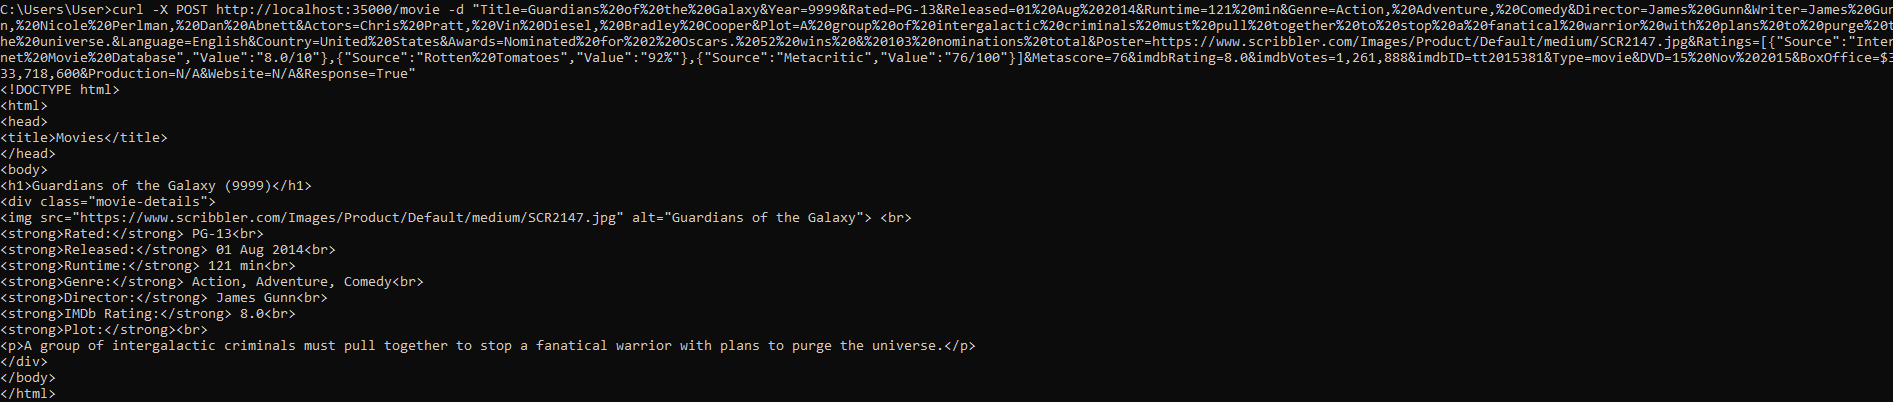 C:\Users\User>curl -X POST http://localhost:35000/movie -d "Title=Guardians%20of%20the%20Galaxy&Year=9999&Rated=PG-13&Released=01%20Aug%202014&Runtime=121%20min&Genre=Action,%20Adventure,%20Comedy&Director=James%20Gunn&Writer=James%20Gun
n,%20Nicole%20Perlman,%20Dan%20Abnett&Actors=Chris%20Pratt,%20Vin%20Diesel,%20Bradley%20Cooper&Plot=A%20group%20of%20intergalactic%20criminals%20must%20pull%20together%20to%20stop%20a%20fanatical%20warrior%20with%20plans%20to%20purge%20t
he%20universe.&Language=English&Country=United%20States&Awards=Nominated%20for%202%20Oscars.%2052%20wins%20&%20103%20nominations%20total&Poster=https://www.scribbler.com/Images/Product/Default/medium/SCR2147.jpg&Ratings=[{"Source":"Inter
net%20Movie%20Database","Value":"8.0/10"},{"Source":"Rotten%20Tomatoes","Value":"92%"},{"Source":"Metacritic","Value":"76/100"}]&Metascore=76&imdbRating=8.0&imdbVotes=1,261,888&imdbID=tt2015381&Type=movie&DVD=15%20Nov%202015&BoxOffice=$3
33,718,600&Production=N/A&Website=N/A&Response=True"
<!DOCTYPE html>
<html>
<head>
<title>Movies</title>
</head>
<body>
<h1>Guardians of the Galaxy (9999)</h1>
<div class="movie-details">
<img src="https://www.scribbler.com/Images/Product/Default/medium/SCR2147.jpg" alt="Guardians of the Galaxy"> <br>
<strong>Rated:</strong> PG-13<br>
<strong>Released:</strong> 01 Aug 2014<br>
<strong>Runtime:</strong> 121 min<br>
<strong>Genre:</strong> Action, Adventure, Comedy<br>
<strong>Director:</strong> James Gunn<br>
<strong>IMDb Rating:</strong> 8.0<br>
<strong>Plot:</strong><br>
<p>A group of intergalactic criminals must pull together to stop a fanatical warrior with plans to purge the universe.</p>
</div>
</body>
</html>